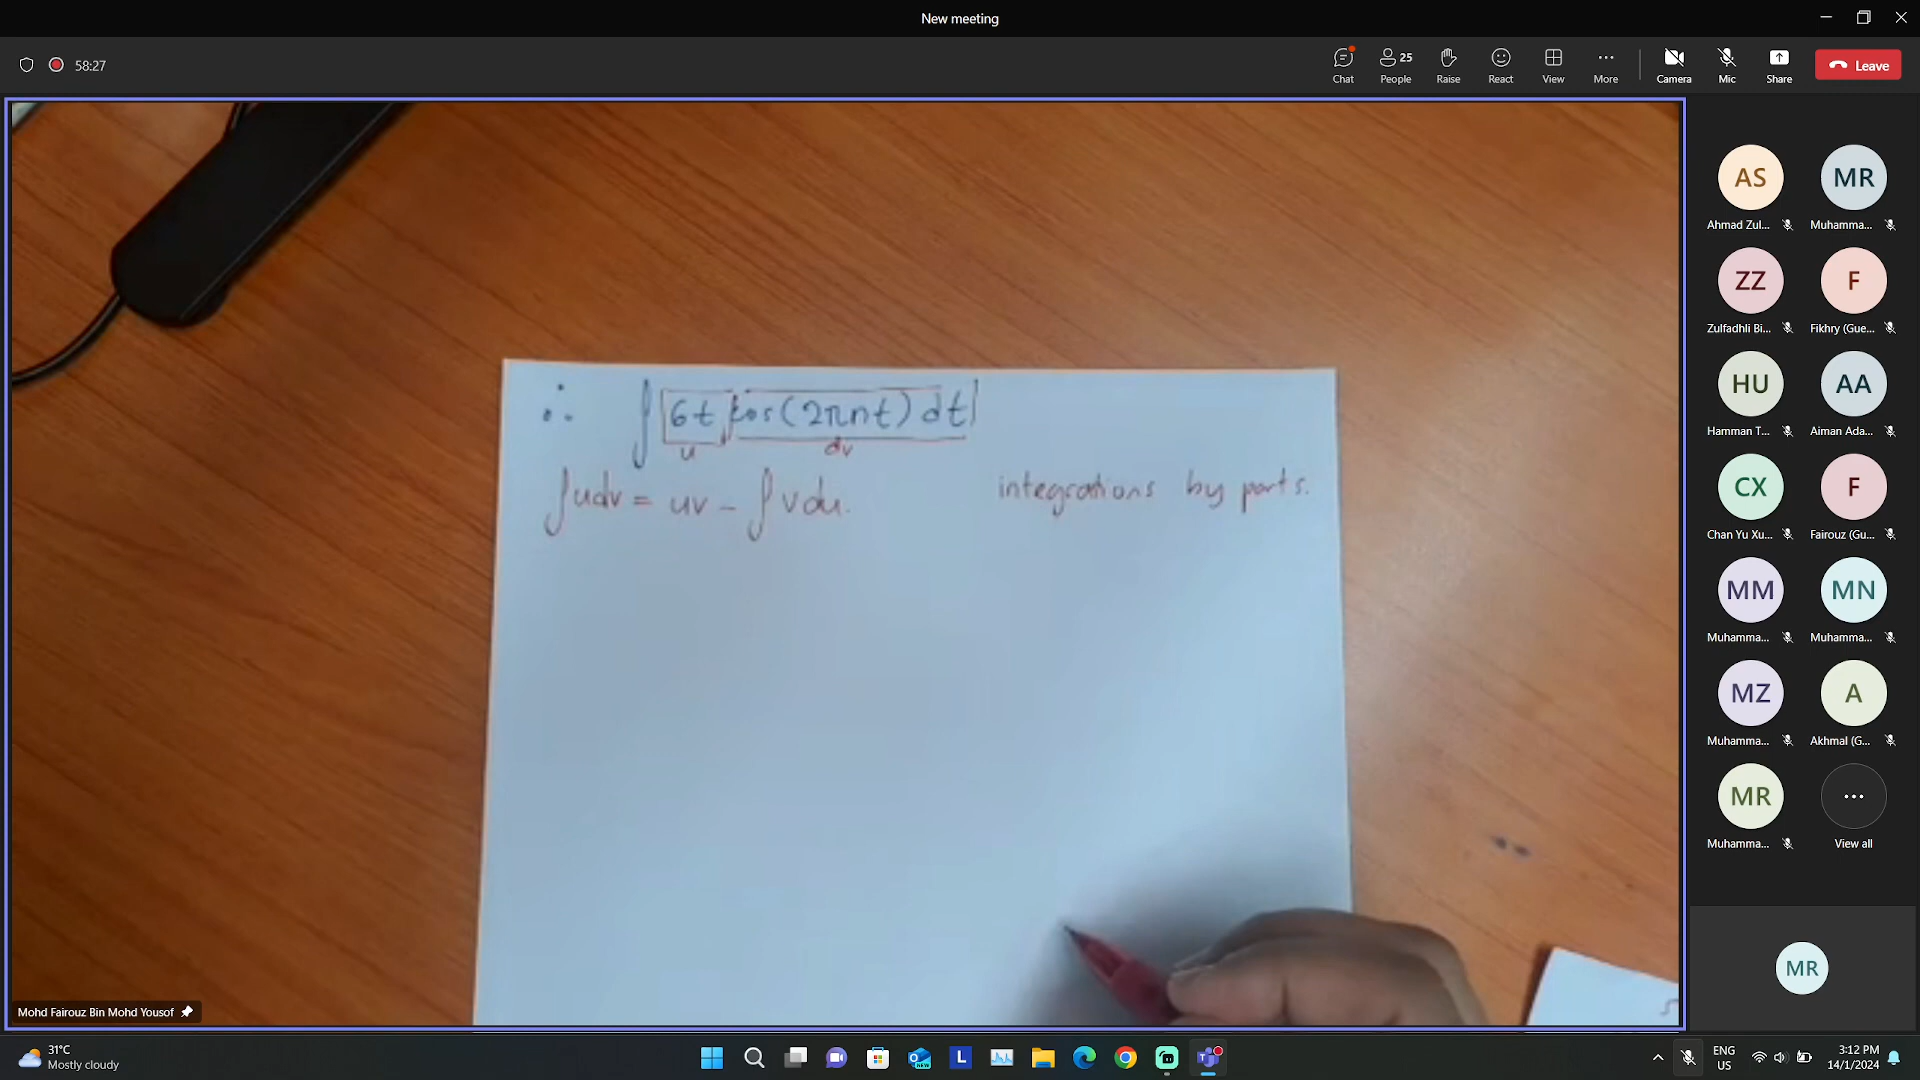 New meeting
58:27
Chat
25
People
Raise
React
View
More
Camera
Mic
Share
Leave
∴ ∫ 6t cos(2πnt) dt
u dv
∫udv = uv - ∫vdu. integrations by parts.
AS MR
Ahmad Zul... Muhamma...
ZZ F
Zulfadhli Bi... Fikhry (Gue...
HU AA
Hamman T... Aiman Ada...
CX F
Chan Yu Xu... Fairouz (Gu...
MM MN
Muhamma... Muhamma...
MZ A
Muhamma... Akhmal (G...
MR ...
Muhamma... View all
MR
Mohd Fairouz Bin Mohd Yousof
31°C
Mostly cloudy
NEW
L
ENG
US
3:12 PM
14/1/2024